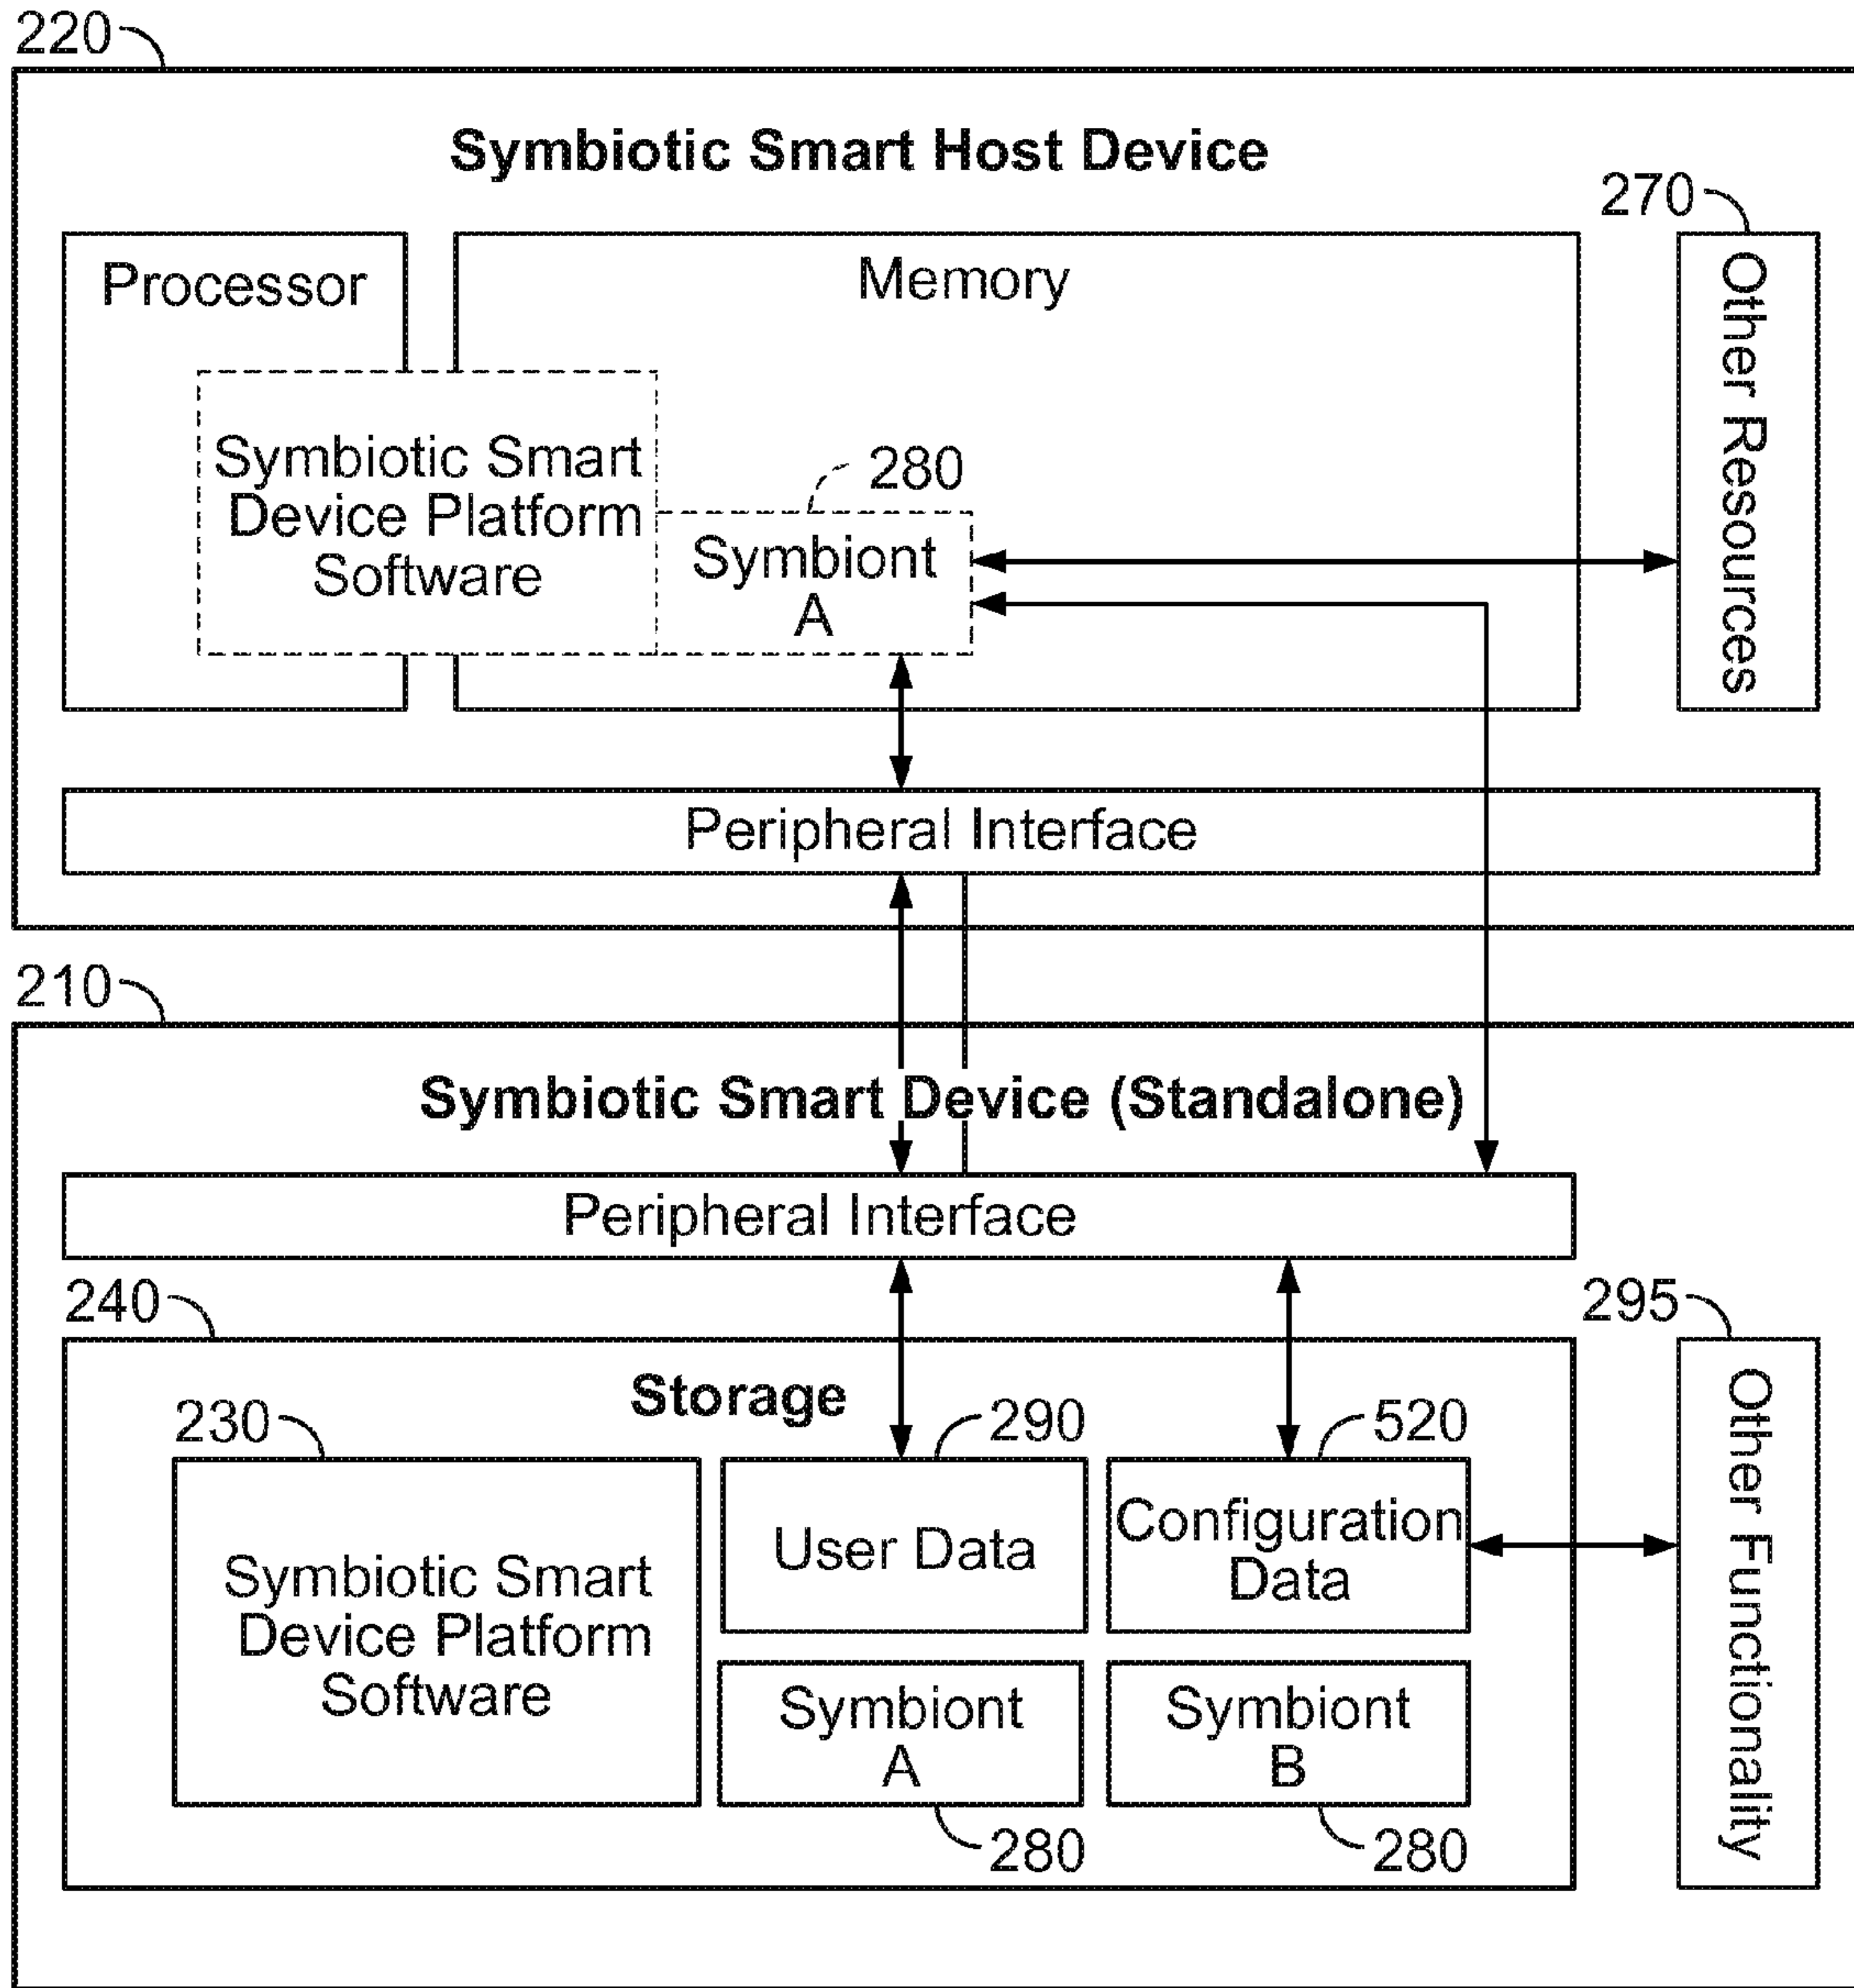 220
Symbiotic Smart Host Device
270
Processor
Memory
Other Resources
280
Symbiotic Smart
Device Platform
Software
Symbiont
A
Peripheral Interface
210
Symbiotic Smart Device (Standalone)
Peripheral Interface
240
295
Storage
230
290
520
Symbiotic Smart
Device Platform
Software
User Data
Configuration
Data
Other Functionality
Symbiont
A
Symbiont
B
280
280